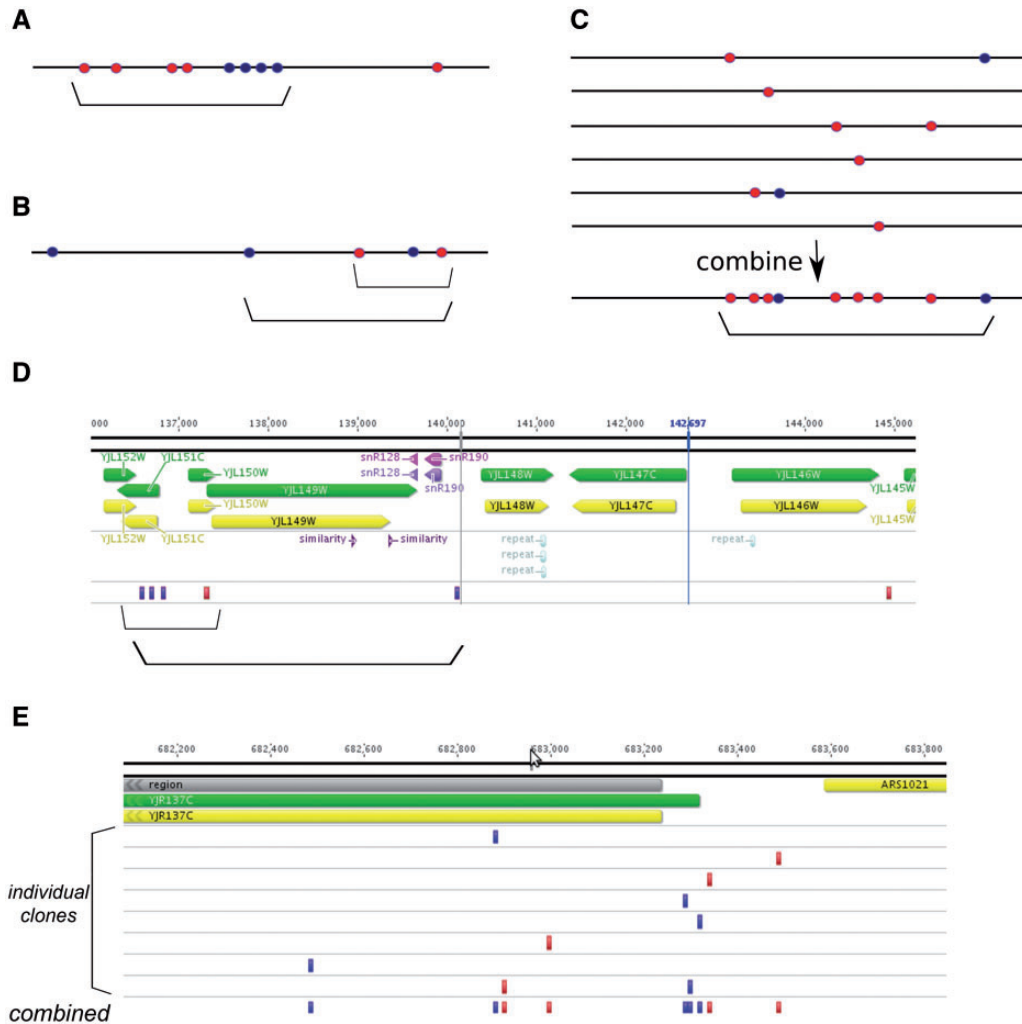 A
B
C
combine
D
000 137,000 138,000 139,000 140,000 141,000 142,000 142,697 144,000 145,000
YJL152W YJL151C snR128 snR190
YJL150W snR128 YJL148W YJL147C YJL146W
YJL149W snR190 YJL145W
YJL150W YJL148W YJL147C YJL146W
YJL152W YJL151C YJL149W YJL145W
similarity similarity repeat repeat
repeat
repeat
E
682,200 682,400 682,600 682,800 683,000 683,200 683,400 683,600 683,800
region ARS1021
YJR137C
YJR137C
individual
clones
combined